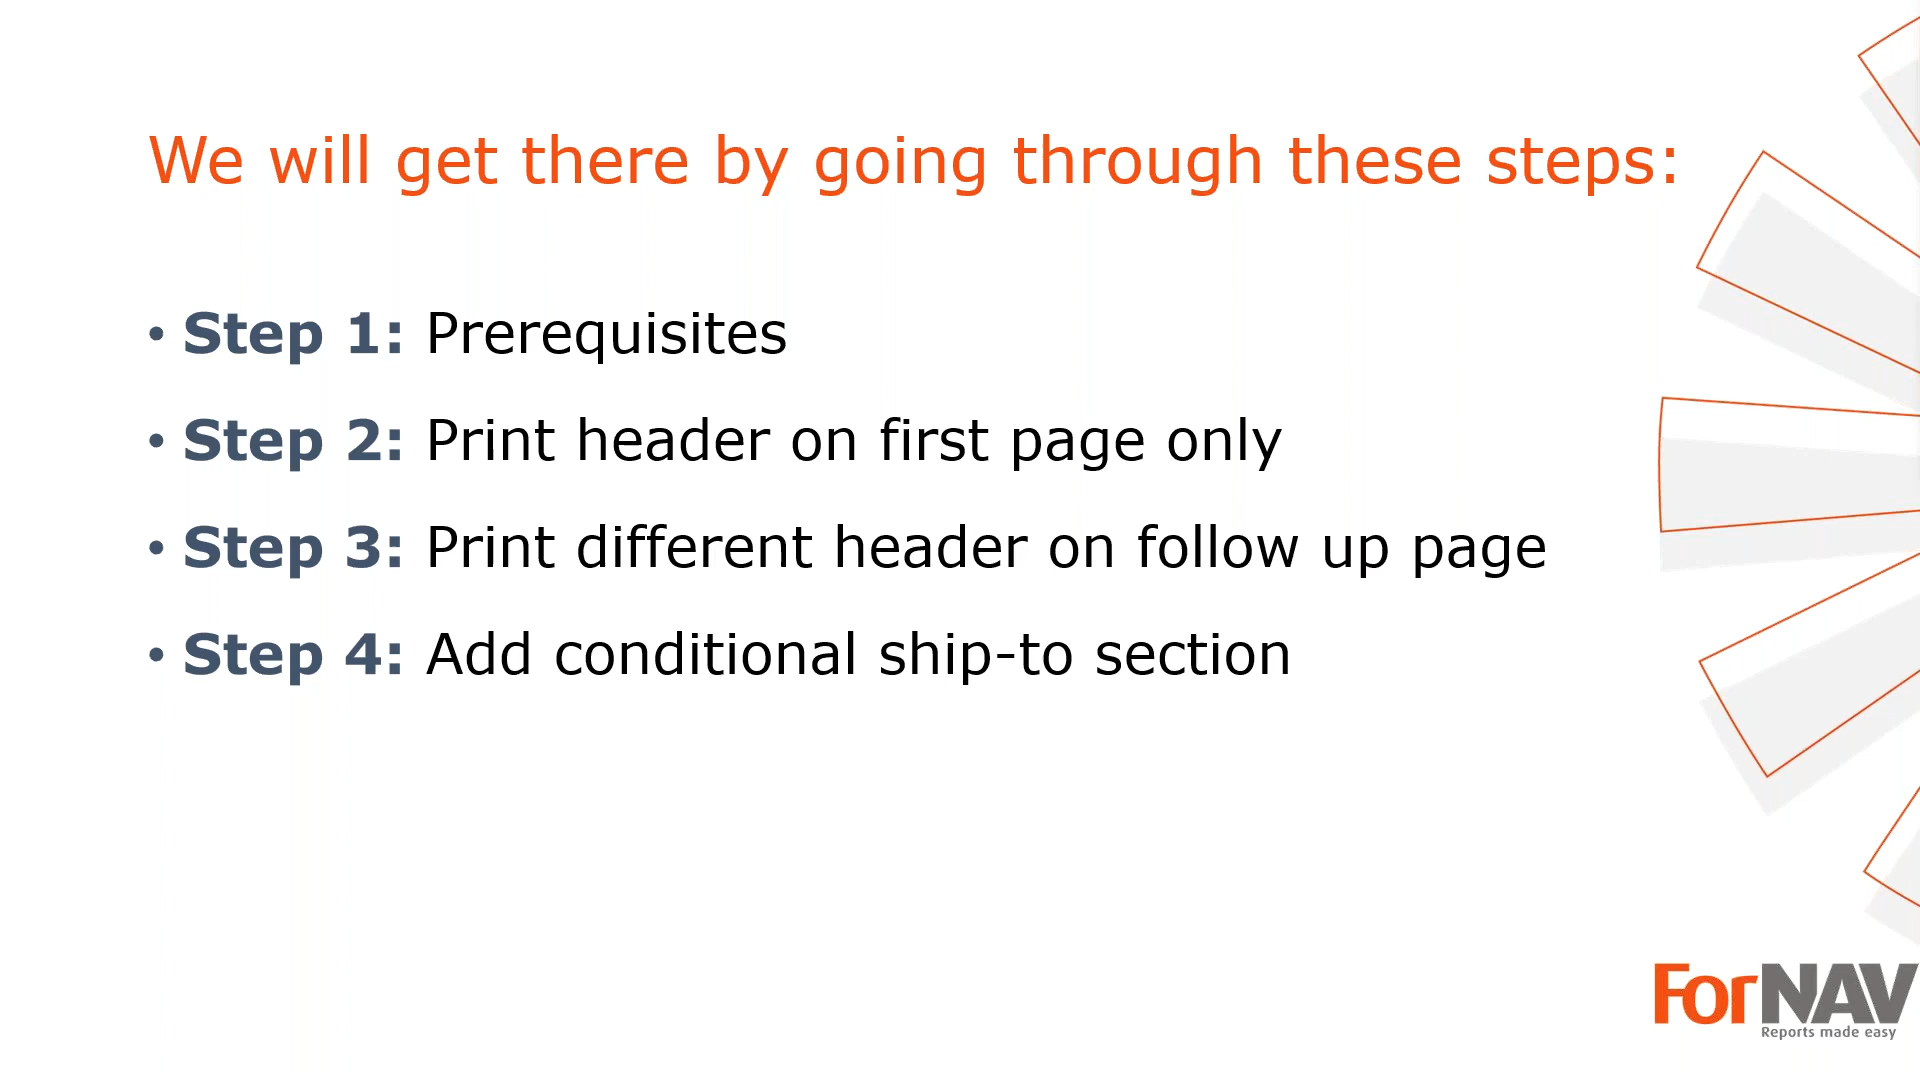 We will get there by going through these steps:
• Step 1: Prerequisites
• Step 2: Print header on first page only
• Step 3: Print different header on follow up page
• Step 4: Add conditional ship-to section
ForNAV
Reports made easy